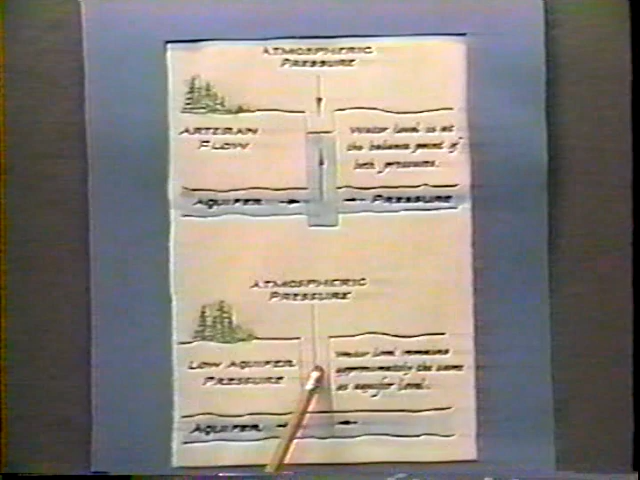 ATMOSPHERIC
PRESSURE
ARTERAN
FLOW
Water level is at
the balance point of
both pressures.
AQUIFER
PRESSURE
ATMOSPHERIC
PRESSURE
LOW AQUIFER
PRESSURE
Water level remains
approximately the same
as aquifer level.
AQUIFER